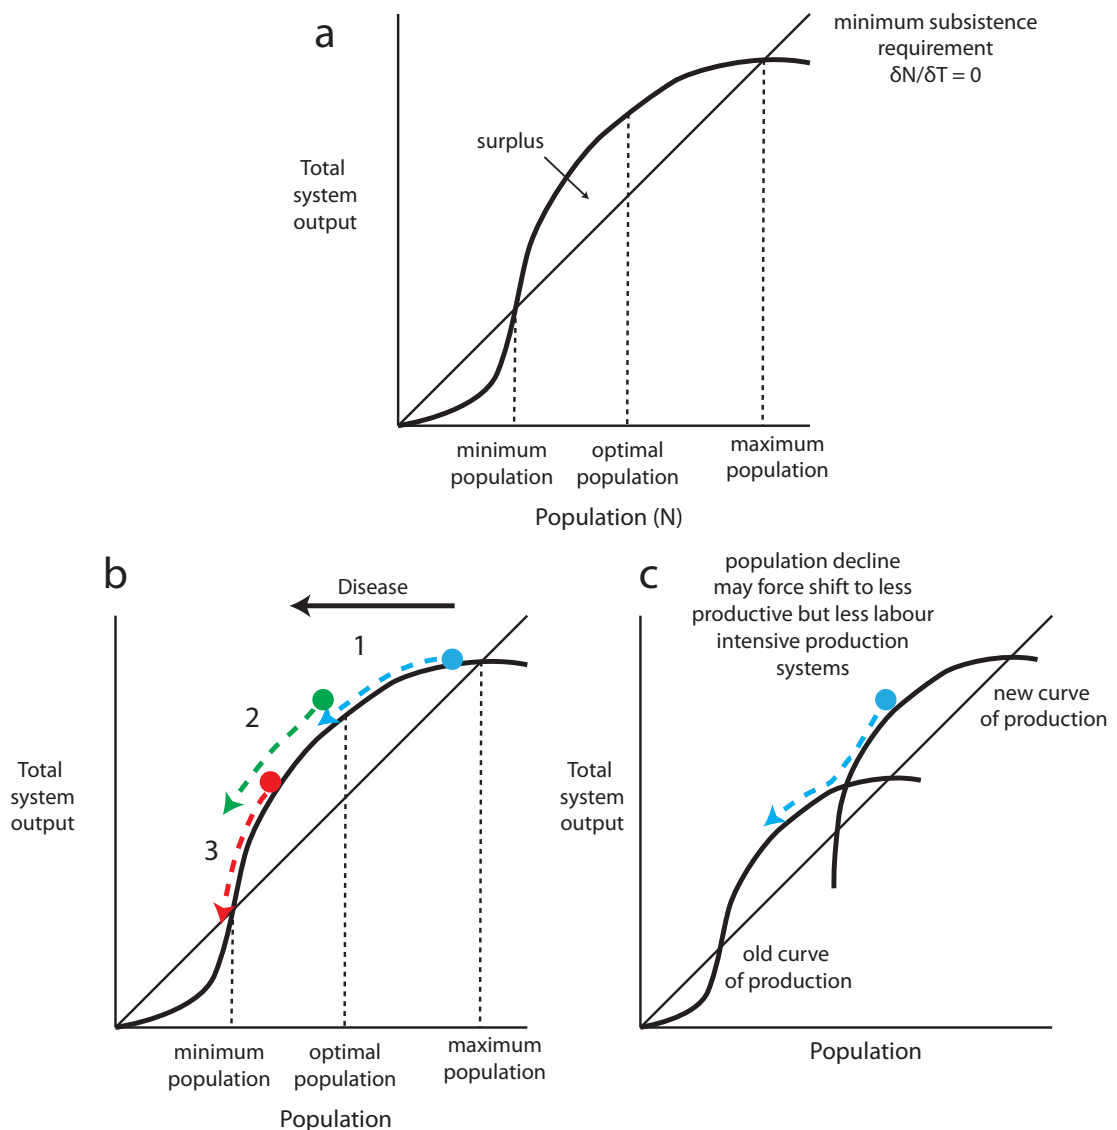 a
minimum subsistence
requirement
δN/δT = 0
surplus
Total
system
output
minimum
population
optimal
population
maximum
population
Population (N)
b
Disease
1
2
3
Total
system
output
minimum
population
optimal
population
maximum
population
Population
c
population decline
may force shift to less
productive but less labour
intensive production
systems
new curve
of production
Total
system
output
old curve
of production
Population